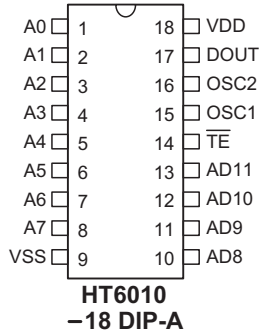 A0 1 18 VDD
A1 2 17 DOUT
A2 3 16 OSC2
A3 4 15 OSC1
A4 5 14 T̅E̅
A5 6 13 AD11
A6 7 12 AD10
A7 8 11 AD9
VSS 9 10 AD8
HT6010
–18 DIP-A